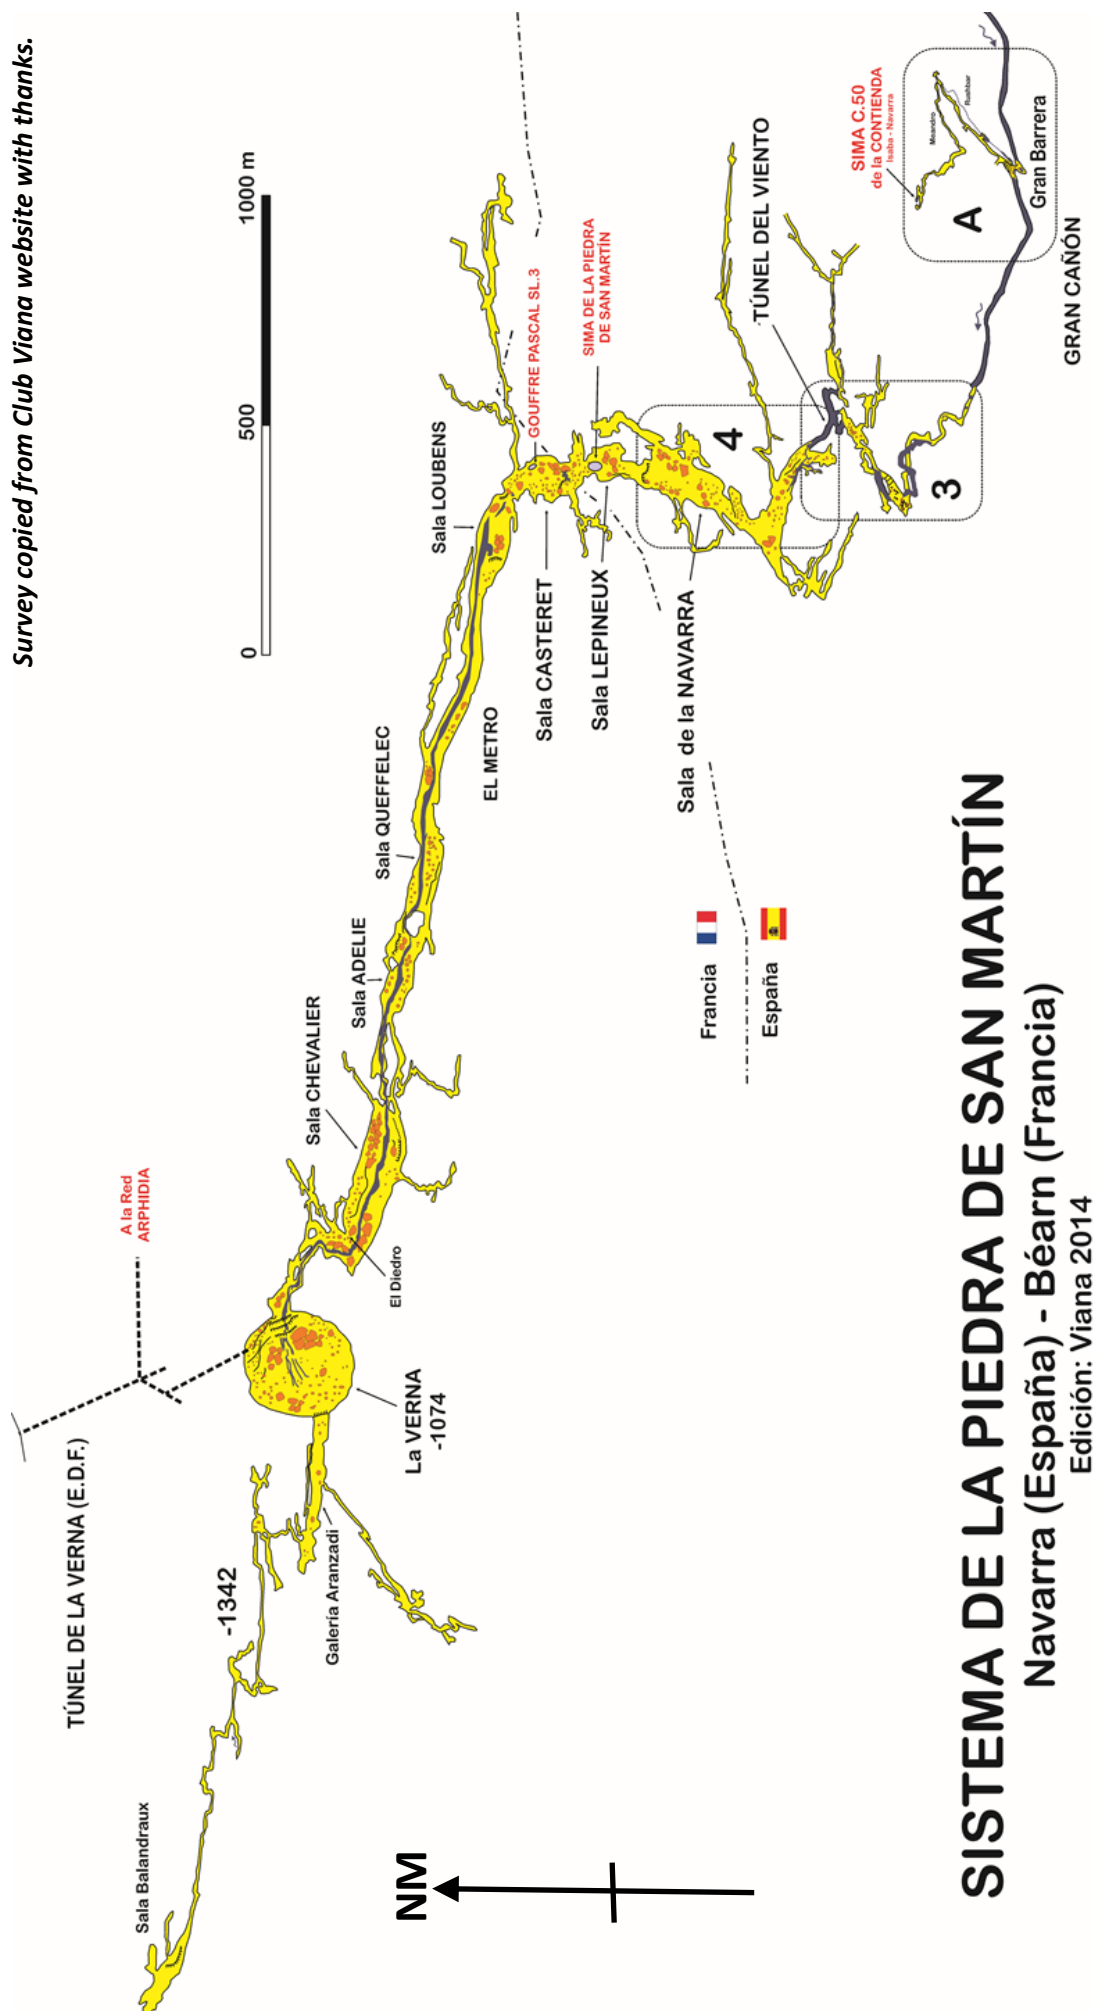 Survey copied from Club Viana website with thanks.
TÚNEL DE LA VERNA (E.D.F.)
A la Red
ARPHIDIA
Sala Balandraux
-1342
0
500
1000 m
Galería Aranzadi
La VERNA
-1074
El Diedro
Sala CHEVALIER
Sala ADELIE
Sala QUEFFELEC
Sala LOUBENS
EL METRO
GOUFFRE PASCAL SL.3
Sala CASTERET
SIMA DE LA PIEDRA
DE SAN MARTÍN
Sala LEPINEUX
Sala de la NAVARRA
4
TÚNEL DEL VIENTO
3
SIMA C.50
de la CONTIENDA
Isaba - Navarra
Meandro
Rushbar
A
Gran Barrera
GRAN CAÑÓN
Francia
España
NM
SISTEMA DE LA PIEDRA DE SAN MARTÍN
Navarra (España) - Béarn (Francia)
Edición: Viana 2014